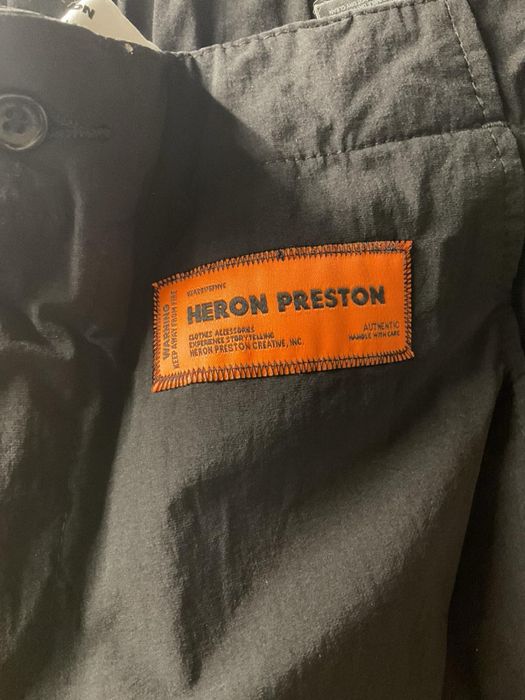 ON
WARNING
KEEP AWAY FROM FIRE
HERON PRESTON
CLOTHES ACCESSORIES
EXPERIENCE STORYTELLING
HERON PRESTON CREATIVE, INC.
AUTHENTIC
HANDLE WITH CARE